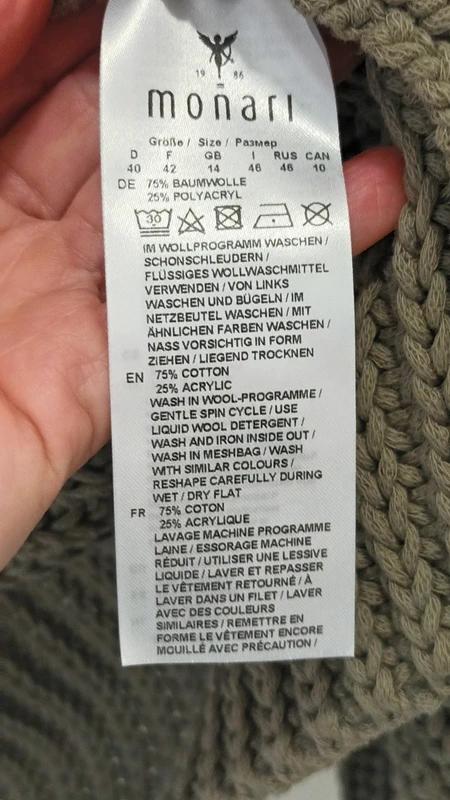 1986
monari
Größe / Size / Размер
D F GB I RUS CAN
40 42 14 46 46 10
DE 75% BAUMWOLLE
25% POLYACRYL
30
IM WOLLPROGRAMM WASCHEN /
SCHONSCHLEUDERN /
FLÜSSIGES WOLLWASCHMITTEL
VERWENDEN / VON LINKS
WASCHEN UND BÜGELN / IM
NETZBEUTEL WASCHEN / MIT
ÄHNLICHEN FARBEN WASCHEN /
NASS VORSICHTIG IN FORM
ZIEHEN / LIEGEND TROCKNEN
EN 75% COTTON
25% ACRYLIC
WASH IN WOOL-PROGRAMME /
GENTLE SPIN CYCLE / USE
LIQUID WOOL DETERGENT /
WASH AND IRON INSIDE OUT /
WASH IN MESHBAG / WASH
WITH SIMILAR COLOURS /
RESHAPE CAREFULLY DURING
WET / DRY FLAT
FR 75% COTON
25% ACRYLIQUE
LAVAGE MACHINE PROGRAMME
LAINE / ESSORAGE MACHINE
RÉDUIT / UTILISER UNE LESSIVE
LIQUIDE / LAVER ET REPASSER
LE VÊTEMENT RETOURNÉ / À
LAVER DANS UN FILET / LAVER
AVEC DES COULEURS
SIMILAIRES / REMETTRE EN
FORME LE VÊTEMENT ENCORE
MOUILLÉ AVEC PRÉCAUTION /